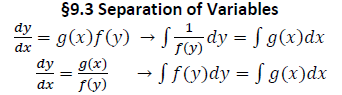 §9.3 Separation of Variables
dy/dx = g(x)f(y) → ∫ 1/f(y) dy = ∫ g(x)dx
dy/dx = g(x)/f(y) → ∫ f(y)dy = ∫ g(x)dx